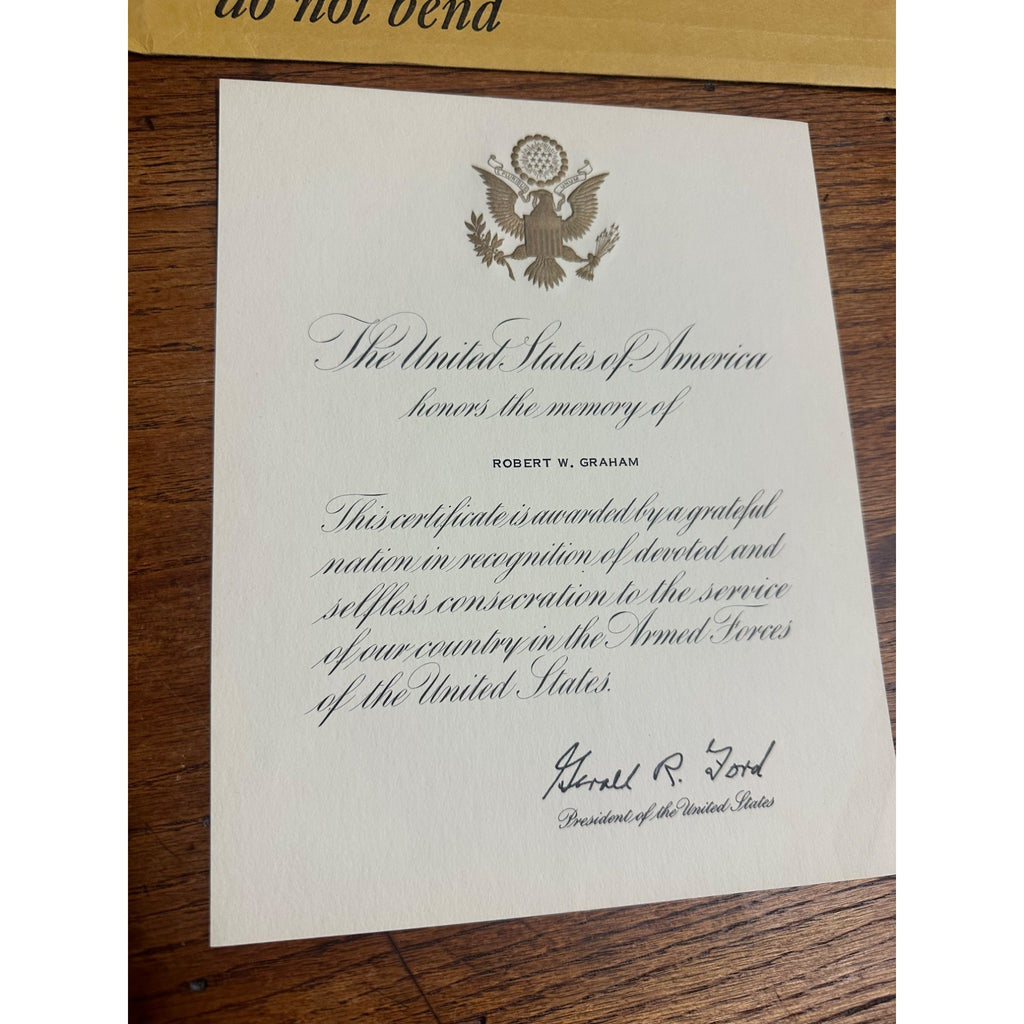 do not bend
The United States of America
honors the memory of
ROBERT W. GRAHAM
This certificate is awarded by a grateful
nation in recognition of devoted and
selfless consecration to the service
of our country in the Armed Forces
of the United States.
Gerald R. Ford
President of the United States